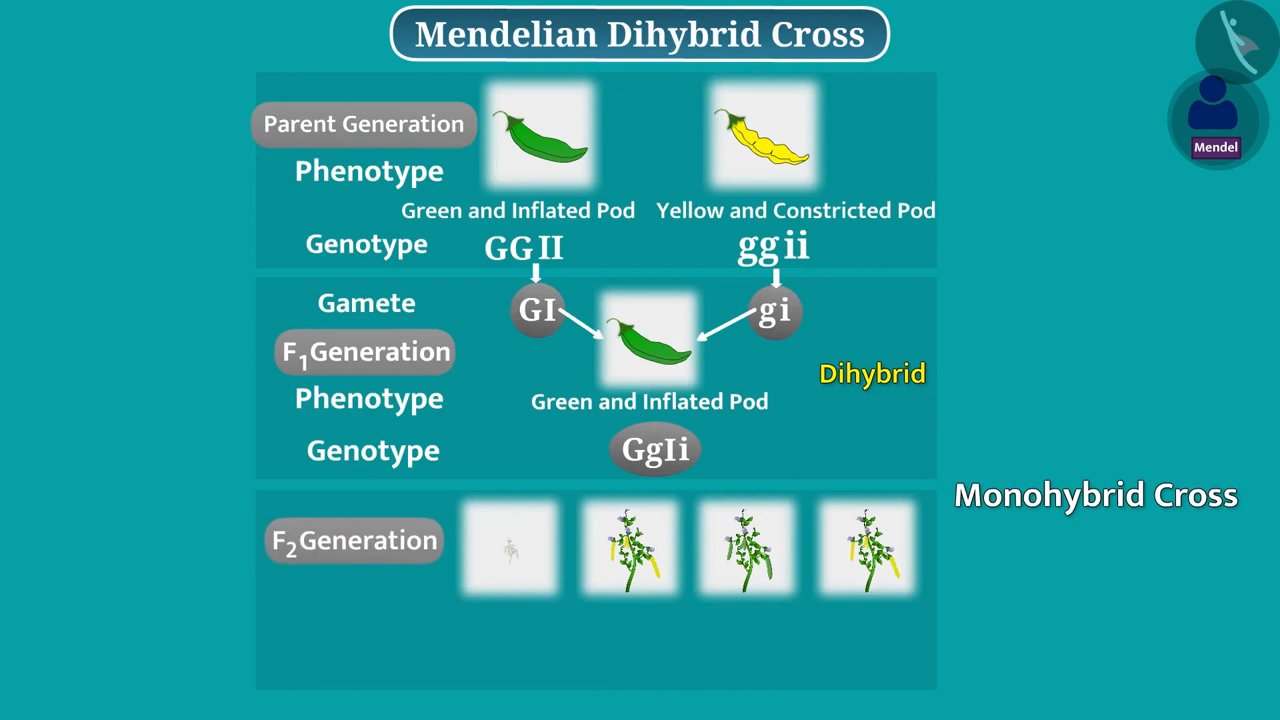 Mendelian Dihybrid Cross
Mendel
Parent Generation
Phenotype
Green and Inflated Pod
Yellow and Constricted Pod
Genotype
GG II
gg ii
Gamete
GI
gi
F1 Generation
Dihybrid
Phenotype
Green and Inflated Pod
Genotype
GgIi
Monohybrid Cross
F2 Generation